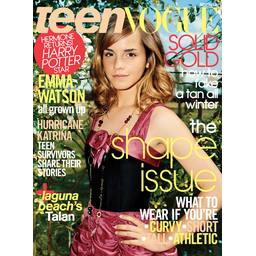 TEEN VOGUE
HERMIONE
RETURNS!
HARRY
POTTER
STAR
SOLID
GOLD
how to
fake
a tan all
winter
EMMA
WATSON
all grown up
HURRICANE
KATRINA
TEEN
SURVIVORS
SHARE THEIR
STORIES
the
shape
issue
+laguna
beach's
Talan
WHAT TO
WEAR IF YOU'RE
•CURVY•SHORT
•TALL•ATHLETIC